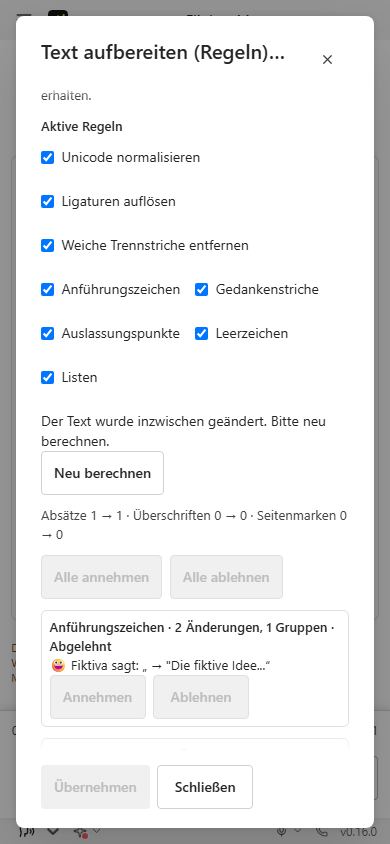 Text aufbereiten (Regeln)...
erhalten.
Aktive Regeln
Unicode normalisieren
Ligaturen auflösen
Weiche Trennstriche entfernen
Anführungszeichen Gedankenstriche
Auslassungspunkte Leerzeichen
Listen
Der Text wurde inzwischen geändert. Bitte neu
berechnen.
Neu berechnen
Absätze 1 → 1 · Überschriften 0 → 0 · Seitenmarken 0
→ 0
Alle annehmen Alle ablehnen
Anführungszeichen · 2 Änderungen, 1 Gruppen ·
Abgelehnt
😀 Fiktiva sagt: „ → "Die fiktive Idee...“
Annehmen Ablehnen
Übernehmen Schließen
v0.16.0